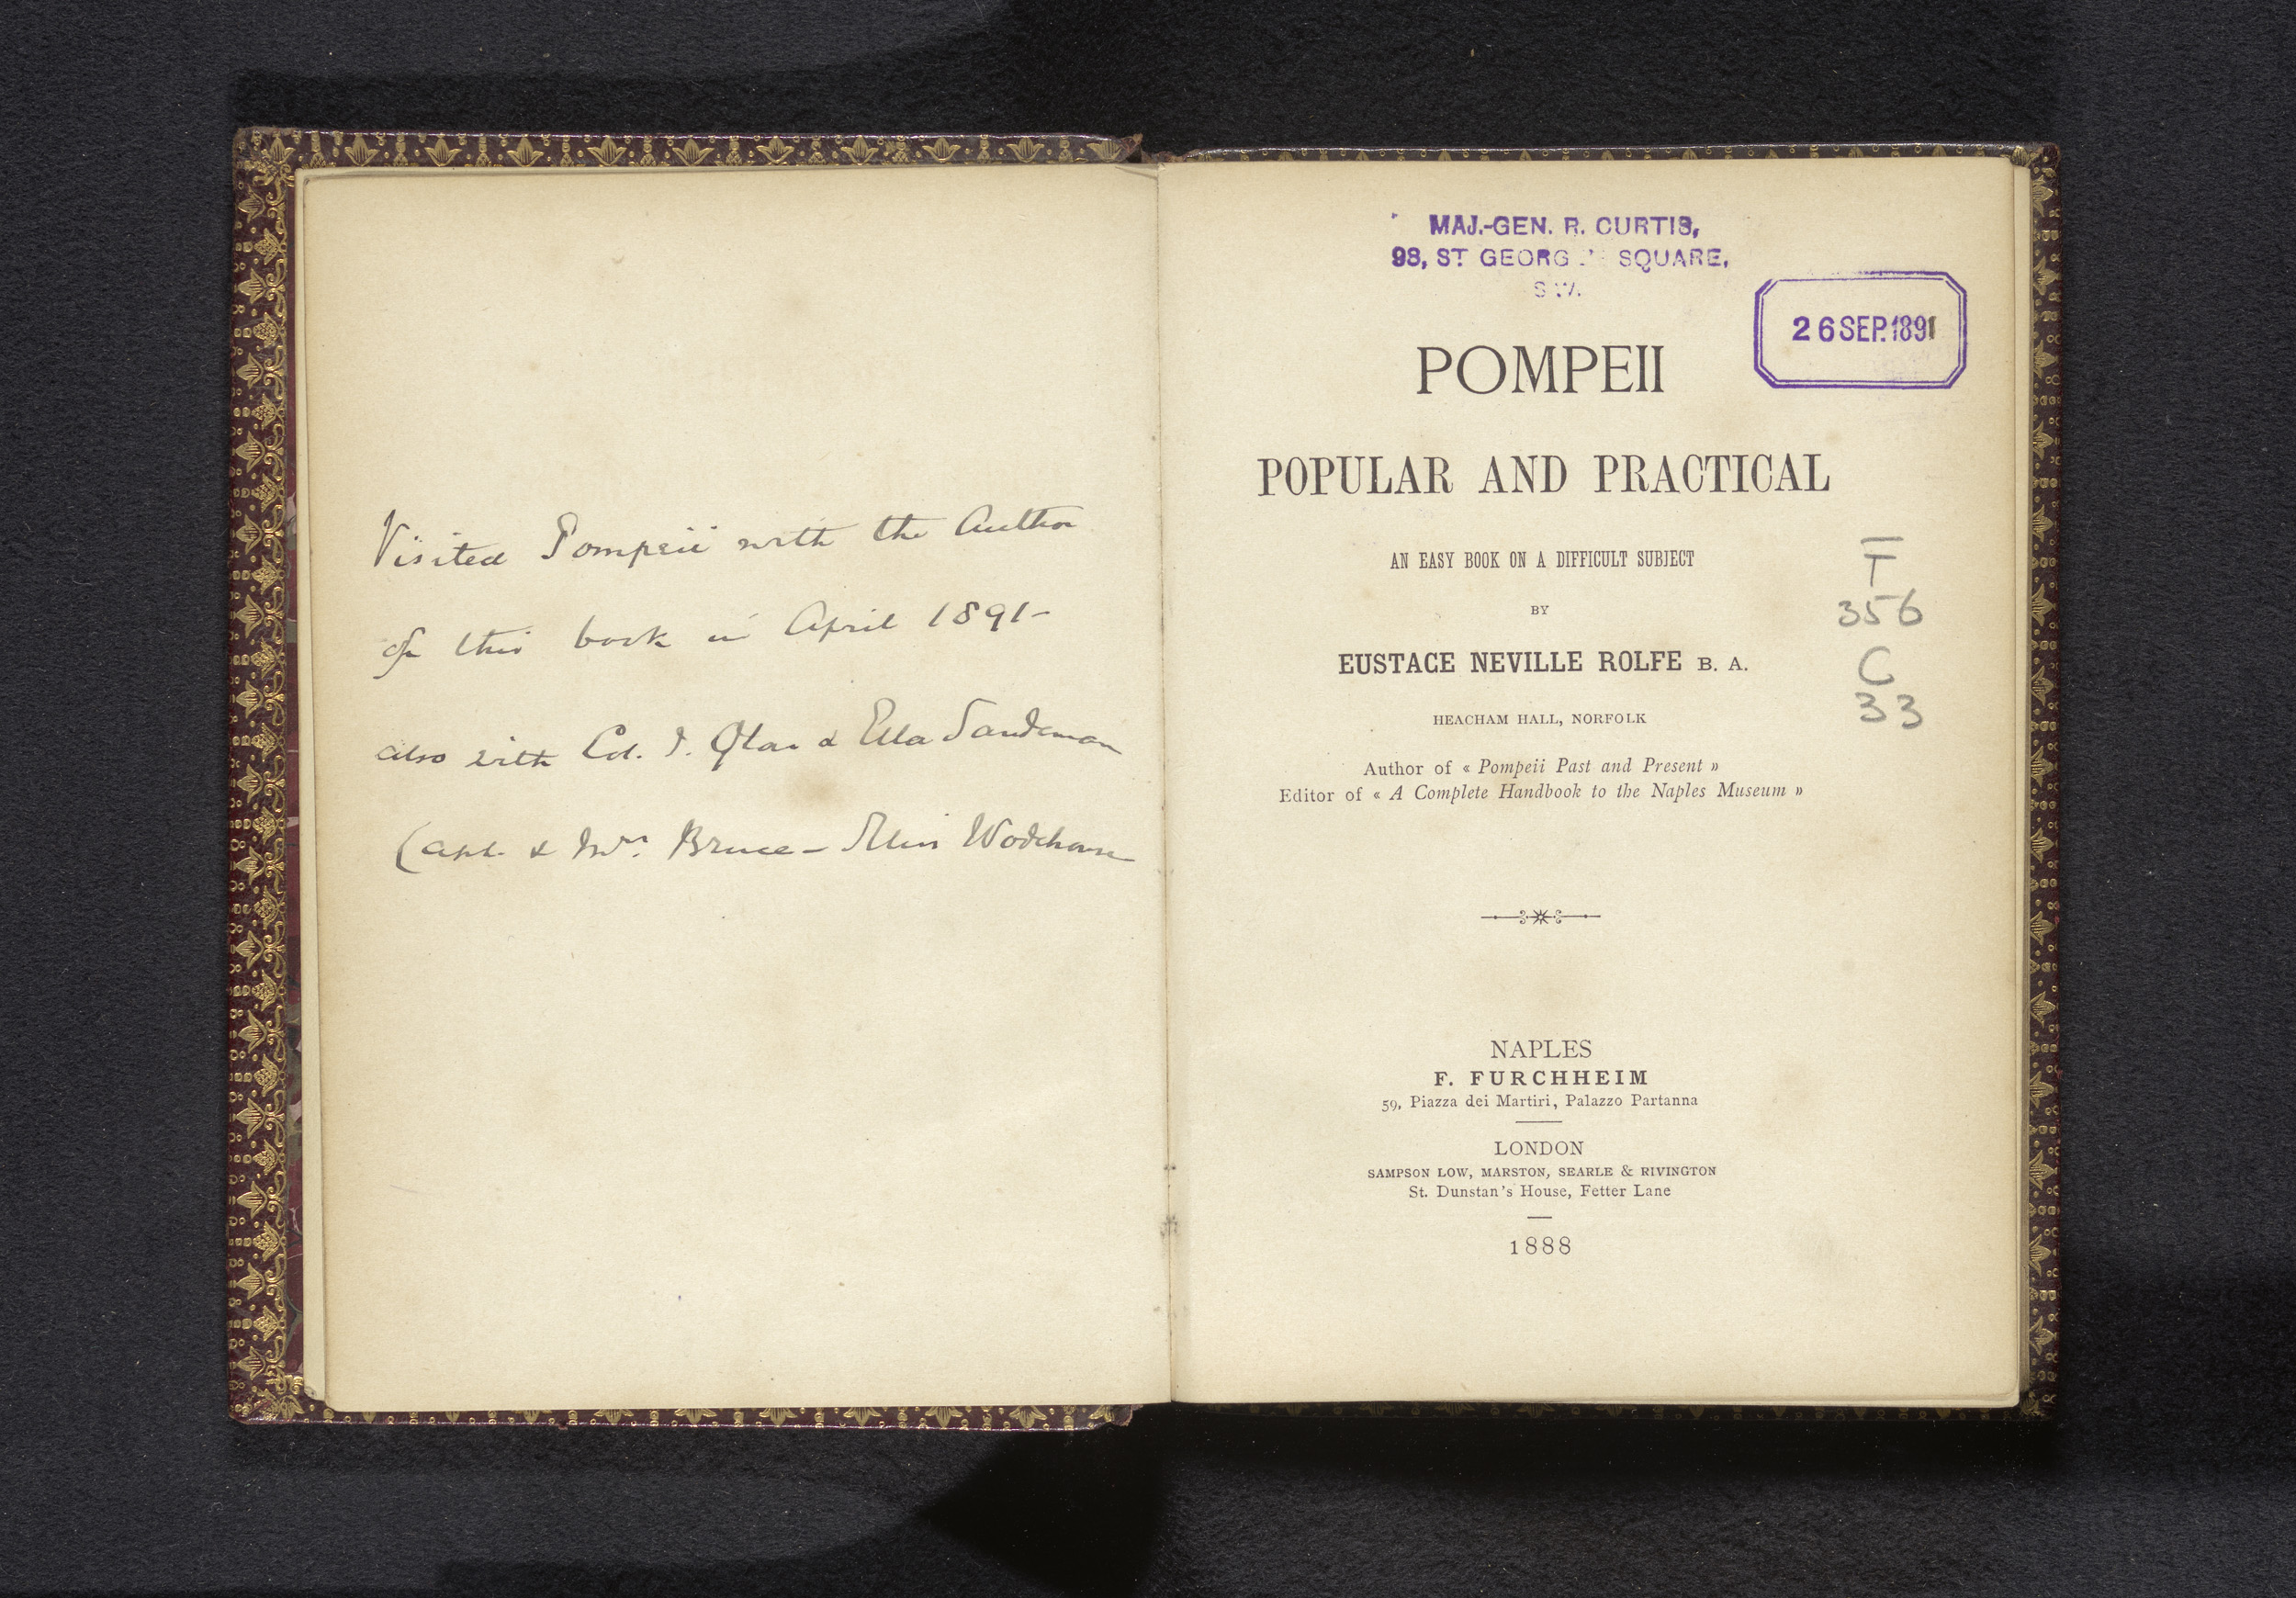 Visited Pompeii with the Author
of this book in April 1891-
also with Col. & Ella Sandeman
Capt. & Mrs. Bruce - Miss Wodehouse
MAJ.-GEN. R. CURTIS,
98, ST GEORG ' SQUARE,
S.W.
26 SEP. 1891
POMPEII
POPULAR AND PRACTICAL
AN EASY BOOK ON A DIFFICULT SUBJECT
BY
EUSTACE NEVILLE ROLFE B. A.
HEACHAM HALL, NORFOLK
Author of « Pompeii Past and Present »
Editor of « A Complete Handbook to the Naples Museum »
T
356
C
33
NAPLES
F. FURCHHEIM
59, Piazza dei Martiri, Palazzo Partanna
LONDON
SAMPSON LOW, MARSTON, SEARLE & RIVINGTON
St. Dunstan's House, Fetter Lane
1888